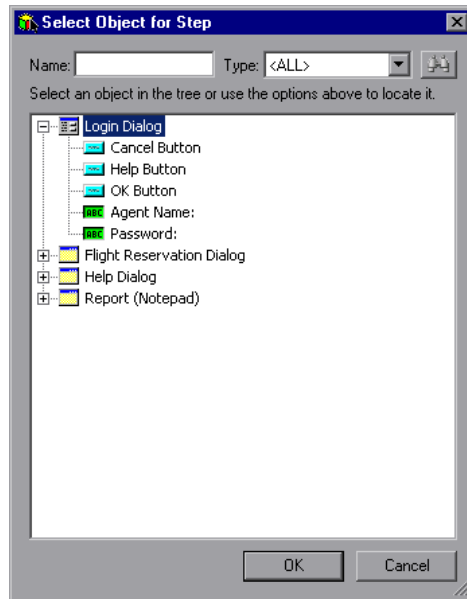 Select Object for Step
Name: Type: <ALL>
Select an object in the tree or use the options above to locate it.
Login Dialog
Cancel Button
Help Button
OK Button
ABC Agent Name:
ABC Password:
Flight Reservation Dialog
Help Dialog
Report (Notepad)
OK Cancel